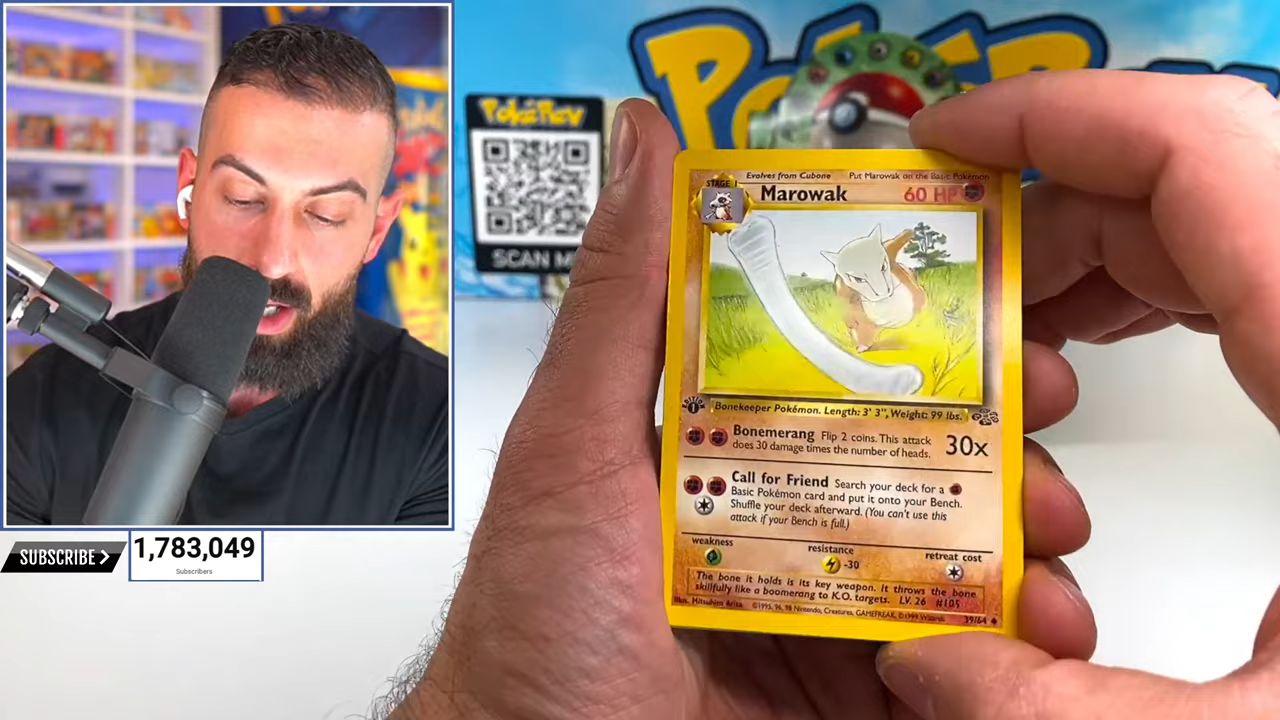 PokéRev
SCAN ME
SUBSCRIBE >
1,783,049
Subscribers
Evolves from Cubone Put Marowak on the Basic Pokémon
STAGE 1
Marowak 60 HP
EDITION 1
Bonekeeper Pokémon. Length: 3' 3", Weight: 99 lbs.
Bonemerang Flip 2 coins. This attack
does 30 damage times the number of heads.
30x
Call for Friend Search your deck for a
Basic Pokémon card and put it onto your Bench.
Shuffle your deck afterward. (You can't use this
attack if your Bench is full.)
weakness resistance retreat cost
-30
The bone it holds is its key weapon. It throws the bone
skillfully like a boomerang to K.O. targets. LV. 26 #105
Illus. Mitsuhiro Arita ©1995, 96, 98 Nintendo, Creatures, GAMEFREAK. ©1999 Wizards. 39/64